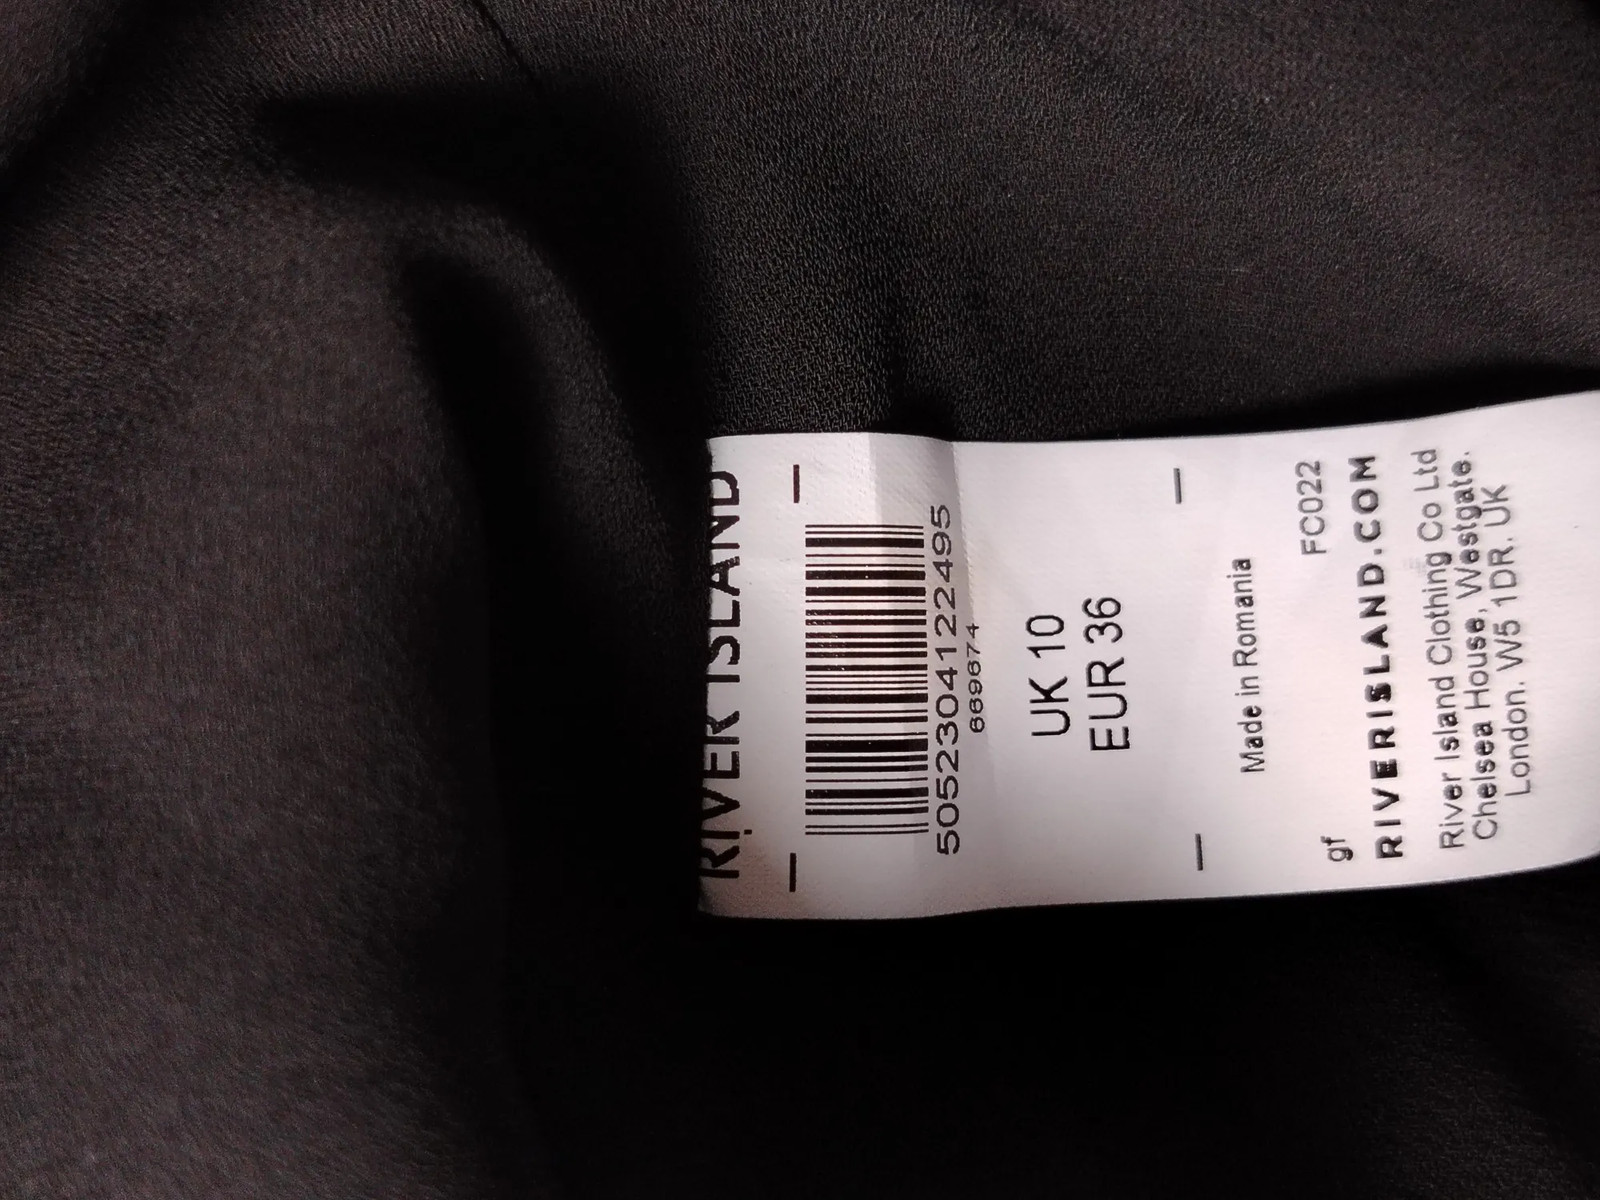 RIVER ISLAND
5052304122495
669674
UK 10
EUR 36
Made in Romania
gf FC022
RIVERISLAND.COM
River Island Clothing Co Ltd
Chelsea House, Westgate.
London. W5 1DR. UK